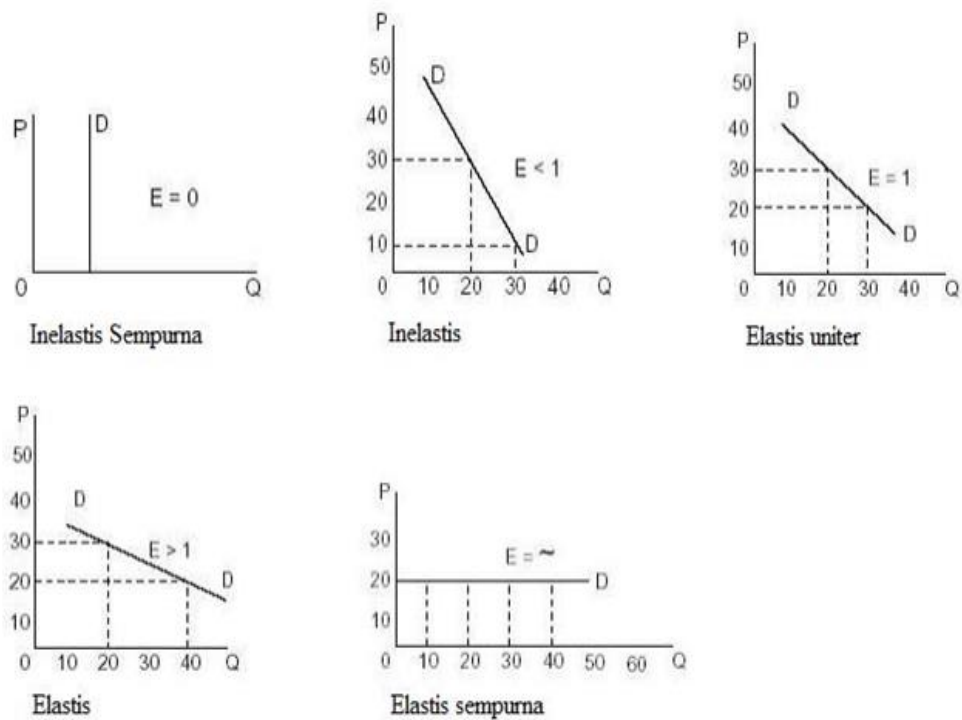 P
D
E = 0
O
Q
Inelastis Sempurna
P
50
D
40
30
E < 1
20
10
D
0 10 20 30 40 Q
Inelastis
P
50
D
40
30
E = 1
20
D
10
0 10 20 30 40 Q
Elastis uniter
P
50
40
D
30
E > 1
20
D
10
0 10 20 30 40 Q
Elastis
P
30
E = ~
20
D
10
0 10 20 30 40 50 60 Q
Elastis sempurna